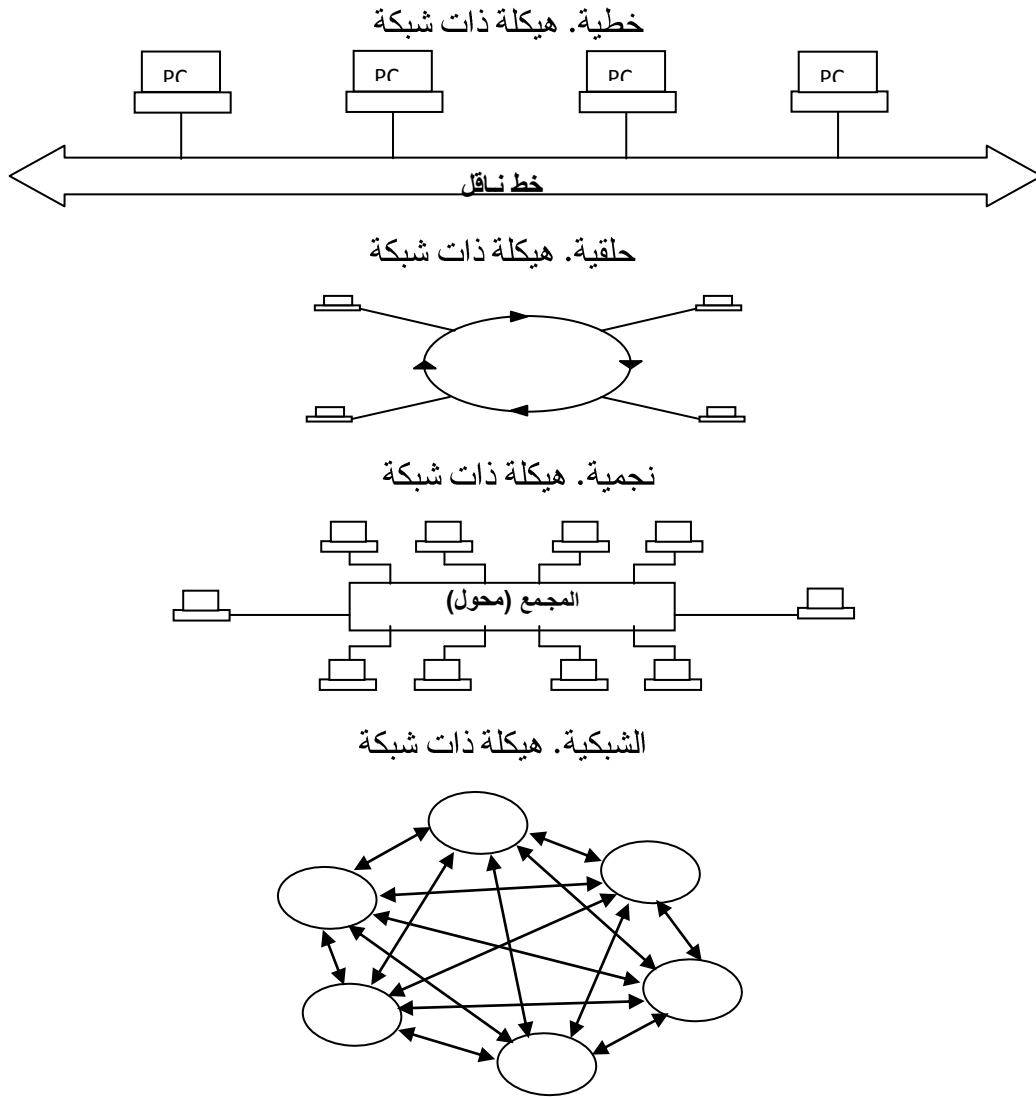 خطية. هيكلة ذات شبكة
PC PC PC PC
خط ناقل
حلقية. هيكلة ذات شبكة
نجمية. هيكلة ذات شبكة
المجمع (محول)
الشبكية. هيكلة ذات شبكة